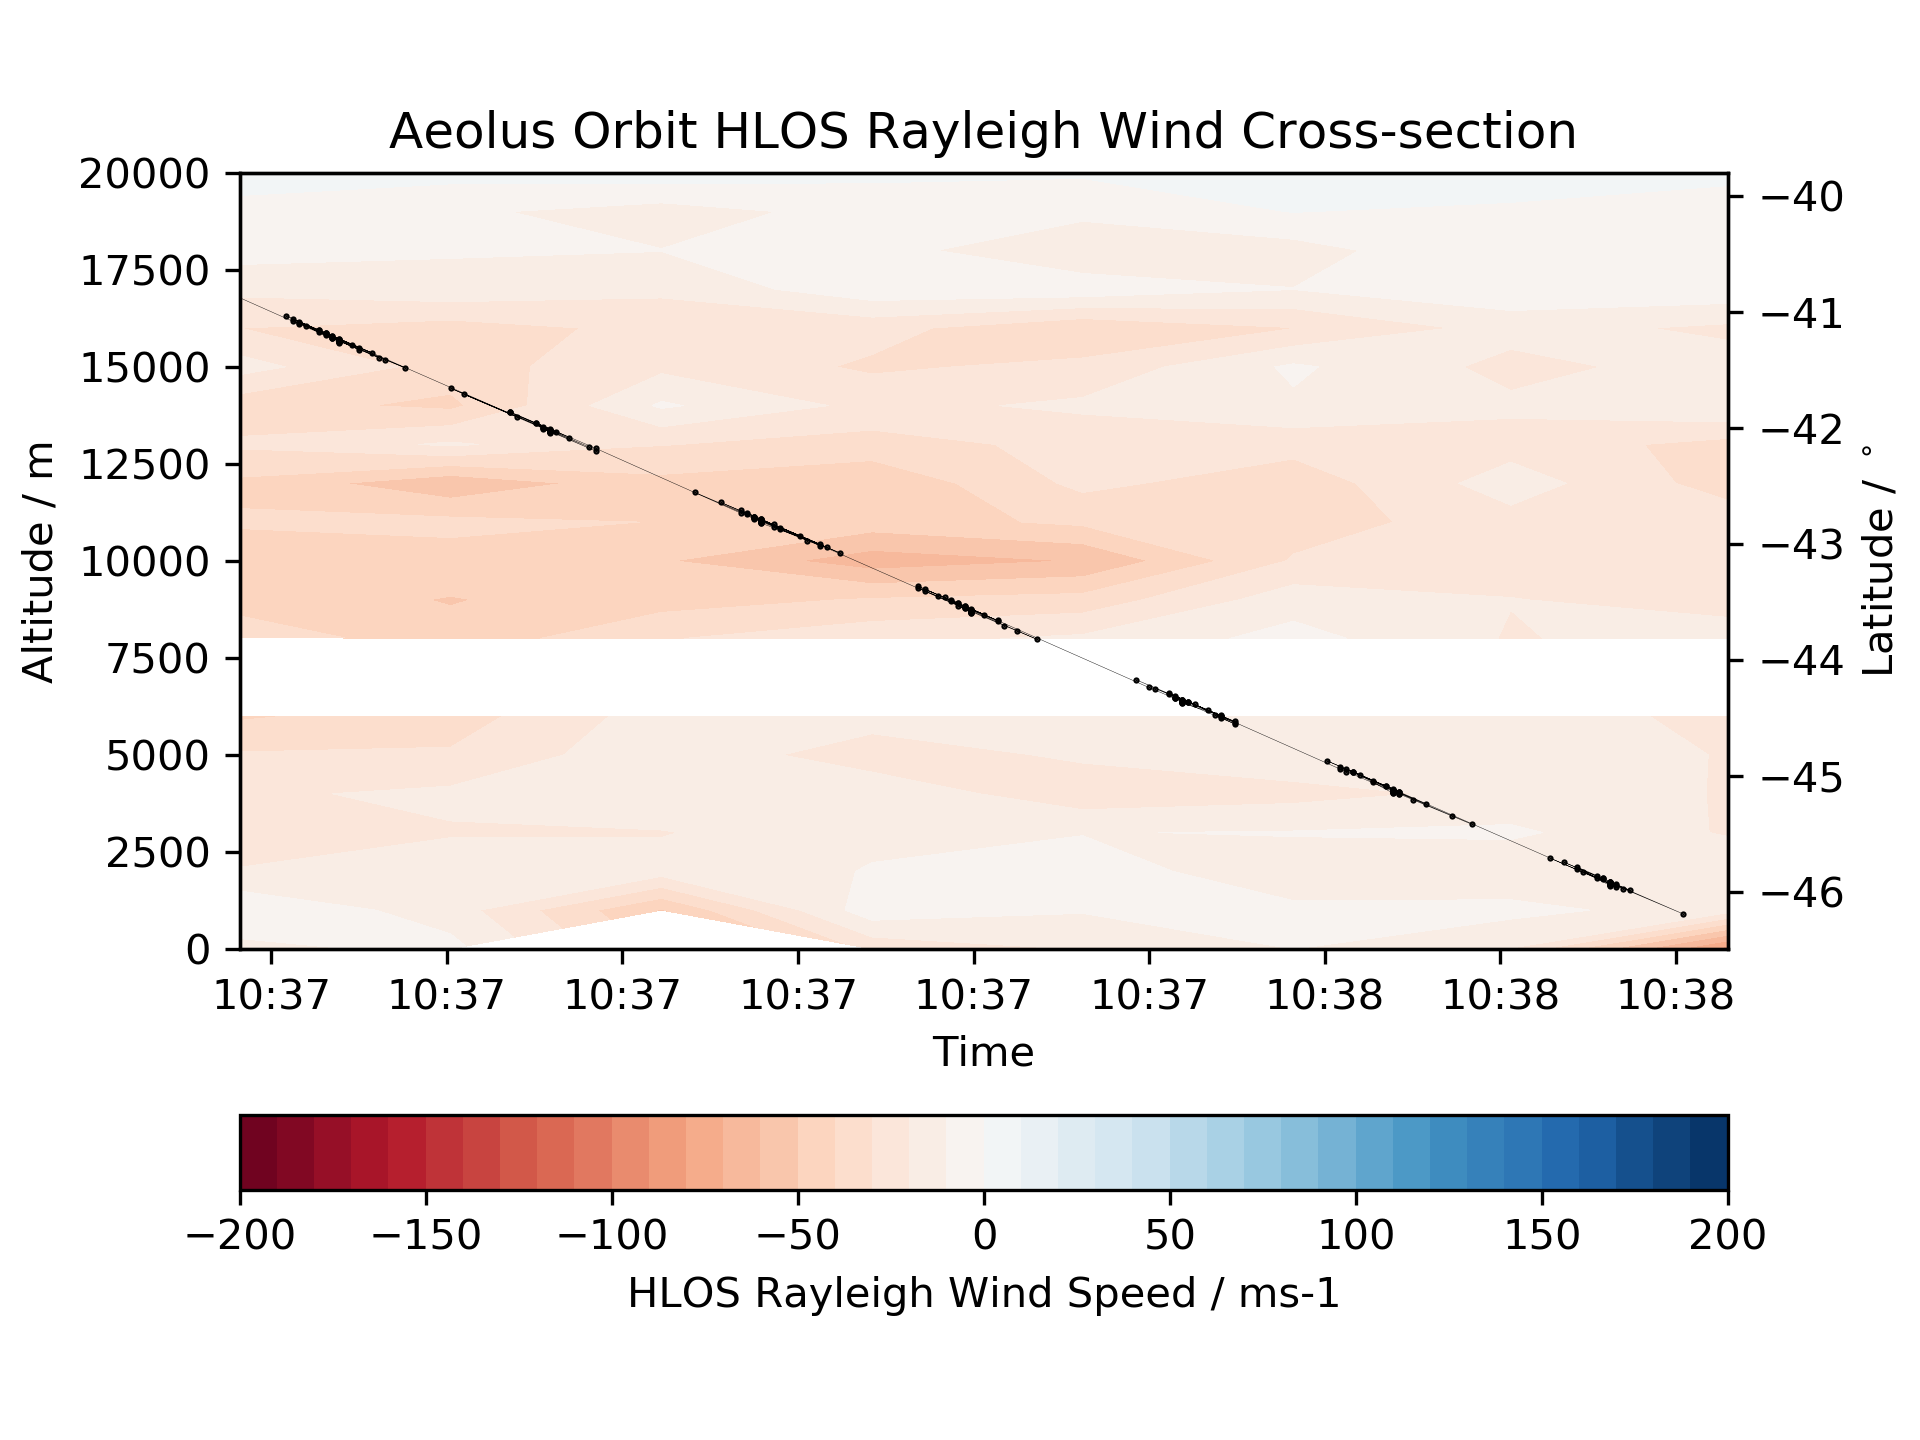 Aeolus Orbit HLOS Rayleigh Wind Cross-section
20000
17500
15000
12500
10000
7500
5000
2500
0
Altitude / m
−40
−41
−42
−43
−44
−45
−46
Latitude / °
10:37 10:37 10:37 10:37 10:37 10:37 10:38 10:38 10:38
Time
−200 −150 −100 −50 0 50 100 150 200
HLOS Rayleigh Wind Speed / ms-1